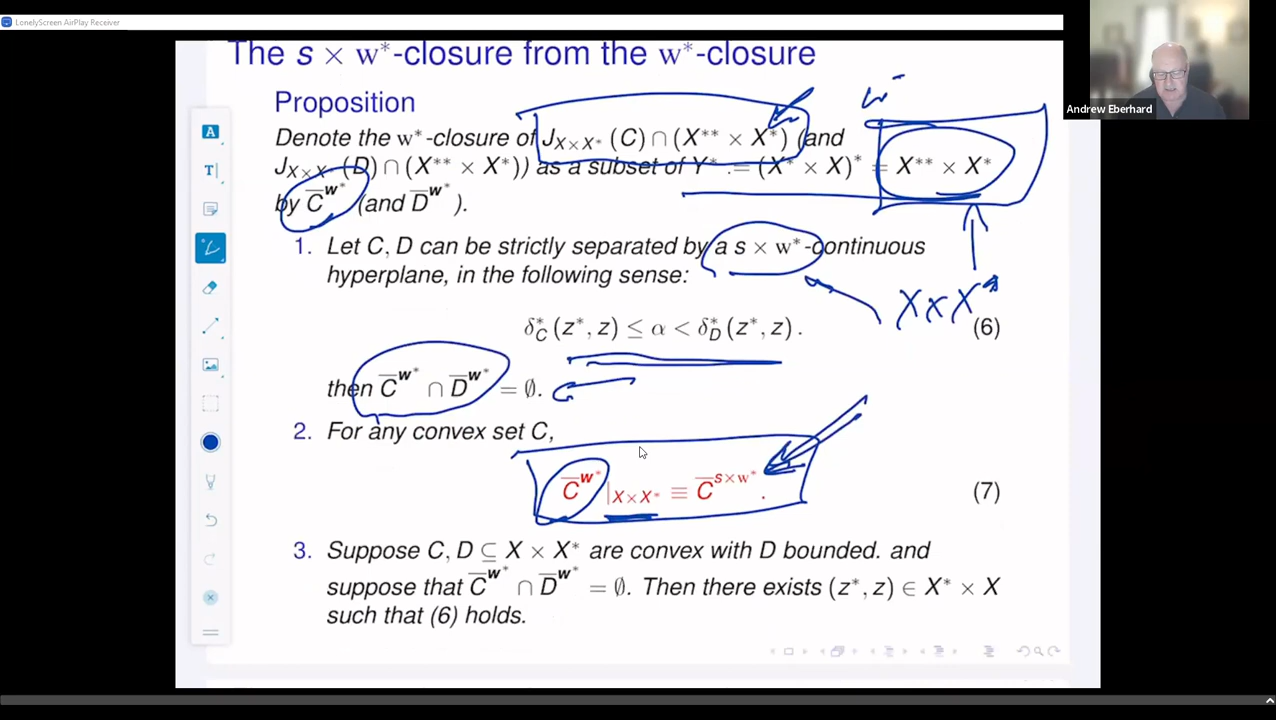 LonelyScreen AirPlay Receiver
The s × w*-closure from the w*-closure
w*
Andrew Eberhard
Proposition
Denote the w*-closure of J_{X×X*}(C) ∩ (X** × X*) (and
J_{X×X*}(D) ∩ (X** × X*)) as a subset of Y* := (X* × X)* = X** × X*
by C̅^{w*} (and D̅^{w*} ).
1. Let C, D can be strictly separated by a s × w*-continuous
hyperplane, in the following sense:
X × X*
δ*_C(z*, z) ≤ α < δ*_D(z*, z) . (6)
then C̅^{w*} ∩ D̅^{w*} = ∅.
2. For any convex set C,
C̅^{w*}|_{X×X*} ≡ C̅^{s×w*} . (7)
3. Suppose C, D ⊆ X × X* are convex with D bounded. and
suppose that C̅^{w*} ∩ D̅^{w*} = ∅. Then there exists (z*, z) ∈ X* × X
such that (6) holds.